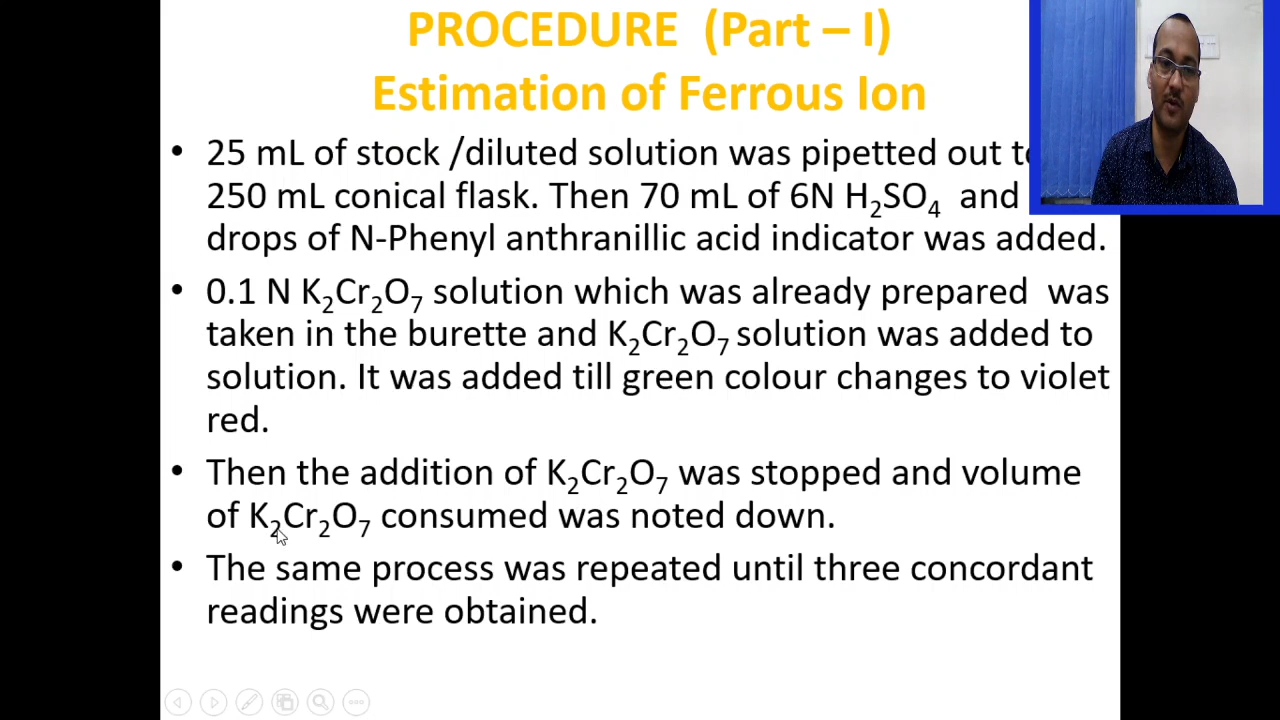 PROCEDURE (Part – I)
Estimation of Ferrous Ion
• 25 mL of stock /diluted solution was pipetted out
250 mL conical flask. Then 70 mL of 6N H₂SO₄ and
drops of N-Phenyl anthranillic acid indicator was added.
• 0.1 N K₂Cr₂O₇ solution which was already prepared was
taken in the burette and K₂Cr₂O₇ solution was added to
solution. It was added till green colour changes to violet
red.
• Then the addition of K₂Cr₂O₇ was stopped and volume
of K₂Cr₂O₇ consumed was noted down.
• The same process was repeated until three concordant
readings were obtained.